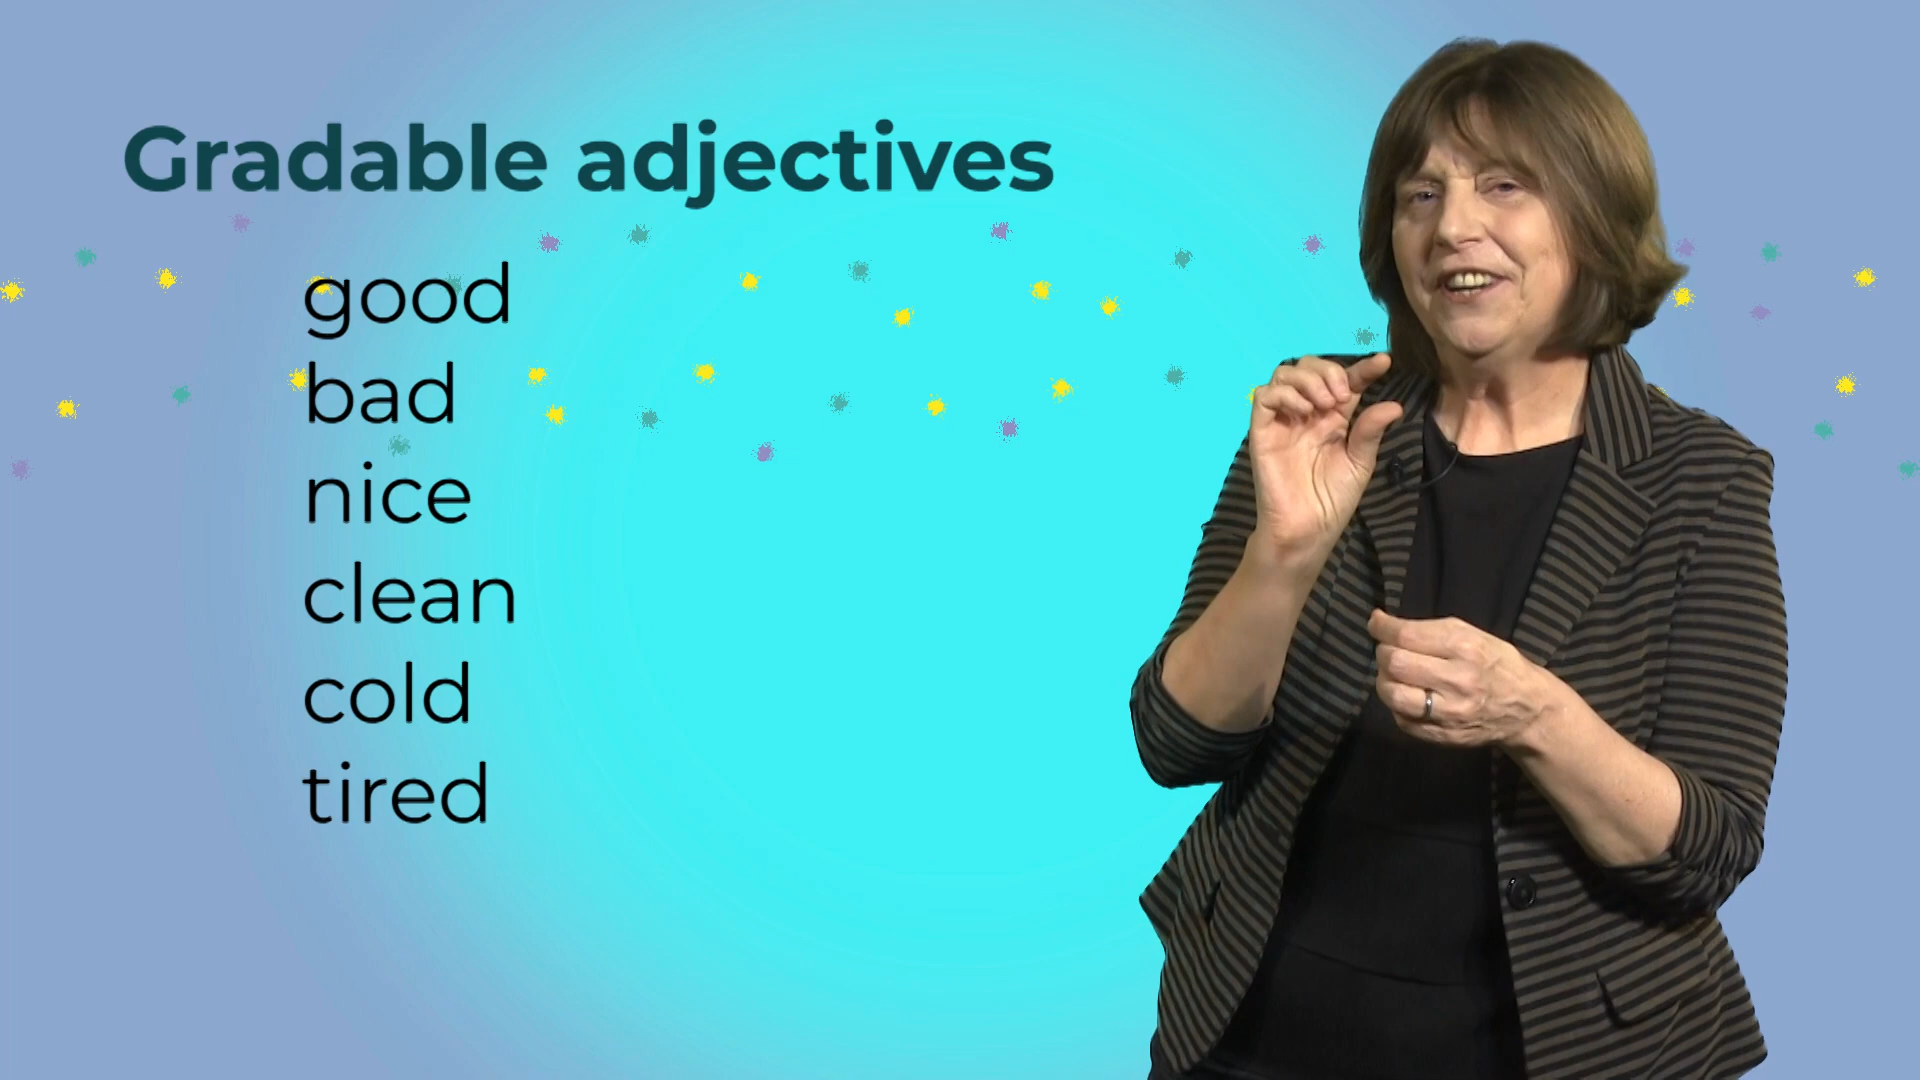 Gradable adjectives
good
bad
nice
clean
cold
tired